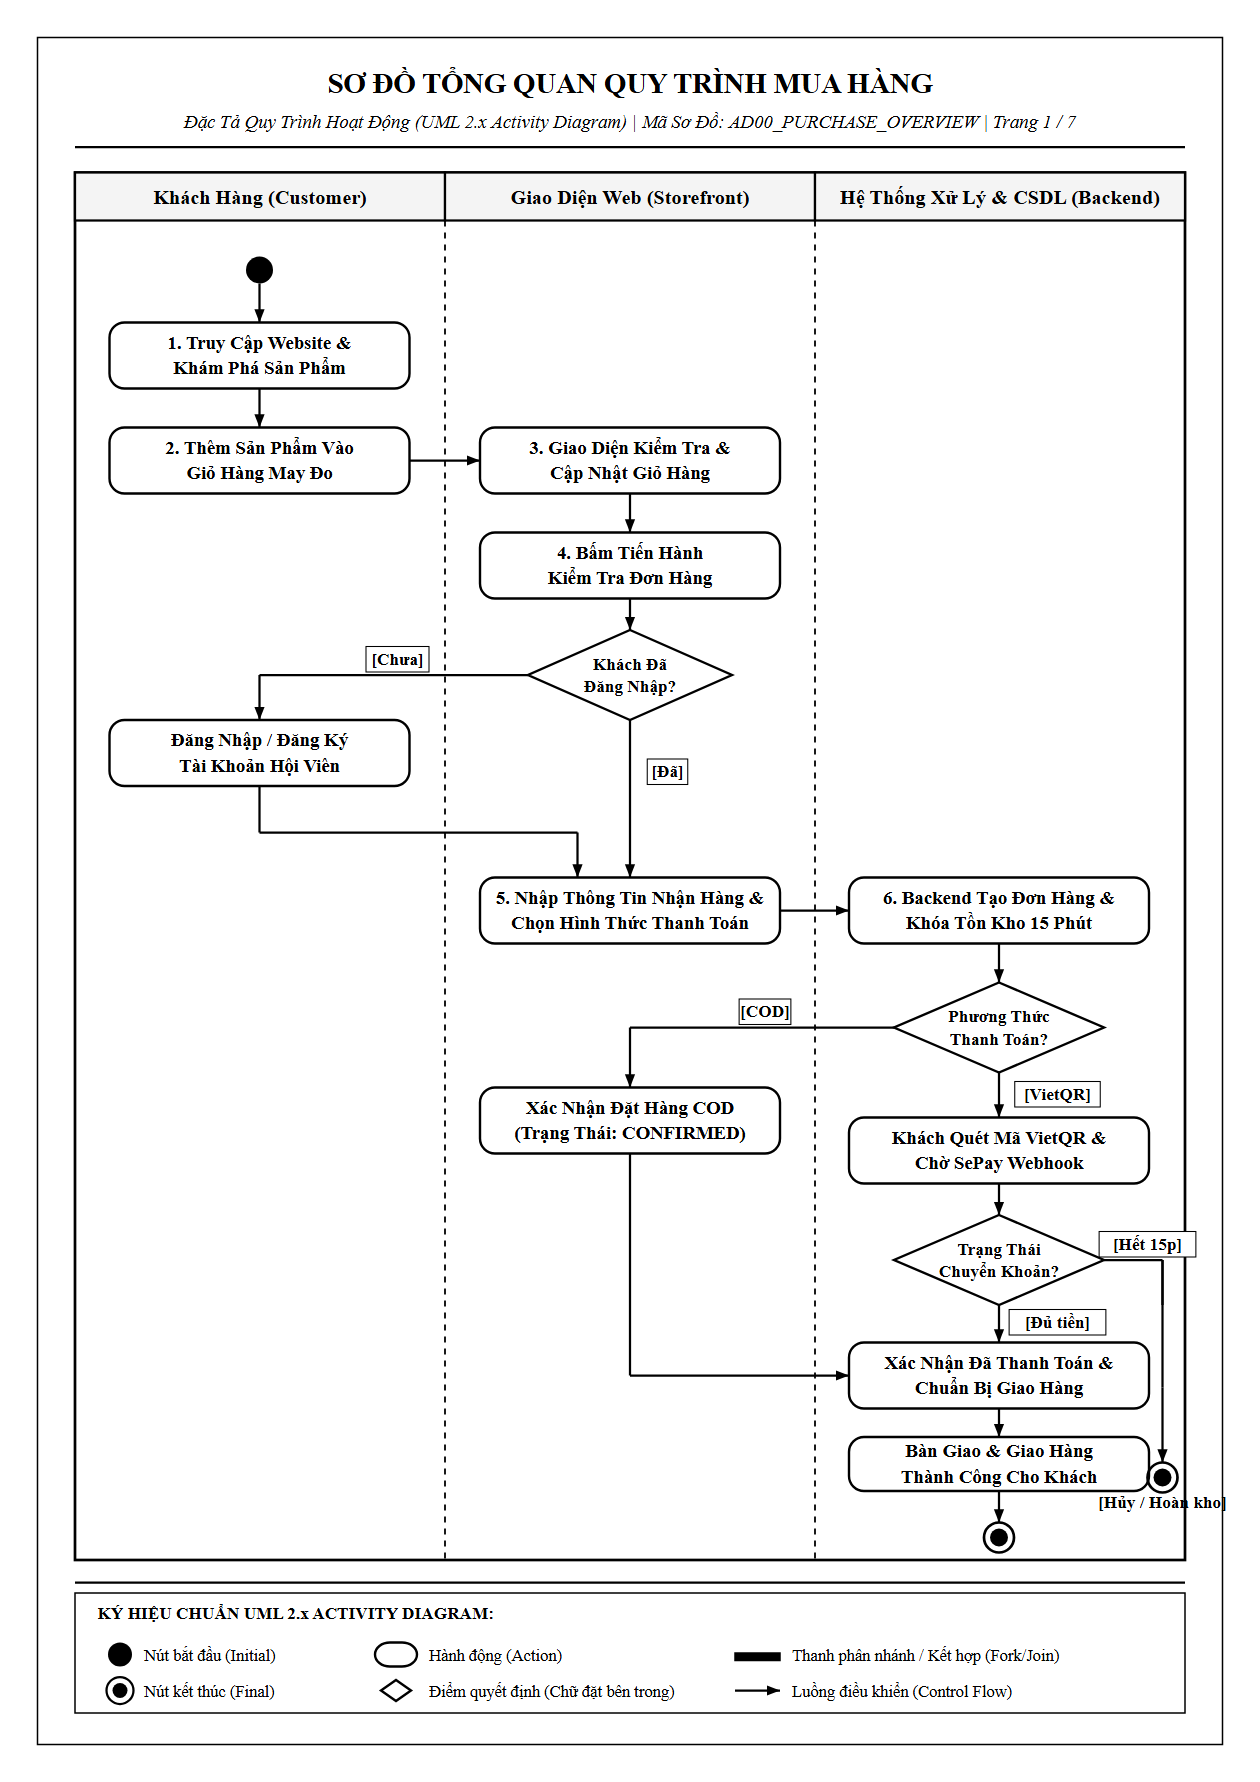 SƠ ĐỒ TỔNG QUAN QUY TRÌNH MUA HÀNG
Đặc Tả Quy Trình Hoạt Động (UML 2.x Activity Diagram) | Mã Sơ Đồ: AD00_PURCHASE_OVERVIEW | Trang 1 / 7
Khách Hàng (Customer)
Giao Diện Web (Storefront)
Hệ Thống Xử Lý & CSDL (Backend)
1. Truy Cập Website &
Khám Phá Sản Phẩm
2. Thêm Sản Phẩm Vào
Giỏ Hàng May Đo
3. Giao Diện Kiểm Tra &
Cập Nhật Giỏ Hàng
4. Bấm Tiến Hành
Kiểm Tra Đơn Hàng
Khách Đã
Đăng Nhập?
[Chưa]
Đăng Nhập / Đăng Ký
Tài Khoản Hội Viên
[Đã]
5. Nhập Thông Tin Nhận Hàng &
Chọn Hình Thức Thanh Toán
6. Backend Tạo Đơn Hàng &
Khóa Tồn Kho 15 Phút
Phương Thức
Thanh Toán?
[COD]
Xác Nhận Đặt Hàng COD
(Trạng Thái: CONFIRMED)
[VietQR]
Khách Quét Mã VietQR &
Chờ SePay Webhook
Trạng Thái
Chuyển Khoản?
[Hết 15p]
[Đủ tiền]
Xác Nhận Đã Thanh Toán &
Chuẩn Bị Giao Hàng
Bàn Giao & Giao Hàng
Thành Công Cho Khách
[Hủy / Hoàn kho]
KÝ HIỆU CHUẨN UML 2.x ACTIVITY DIAGRAM:
Nút bắt đầu (Initial)
Hành động (Action)
Thanh phân nhánh / Kết hợp (Fork/Join)
Nút kết thúc (Final)
Điểm quyết định (Chữ đặt bên trong)
Luồng điều khiển (Control Flow)